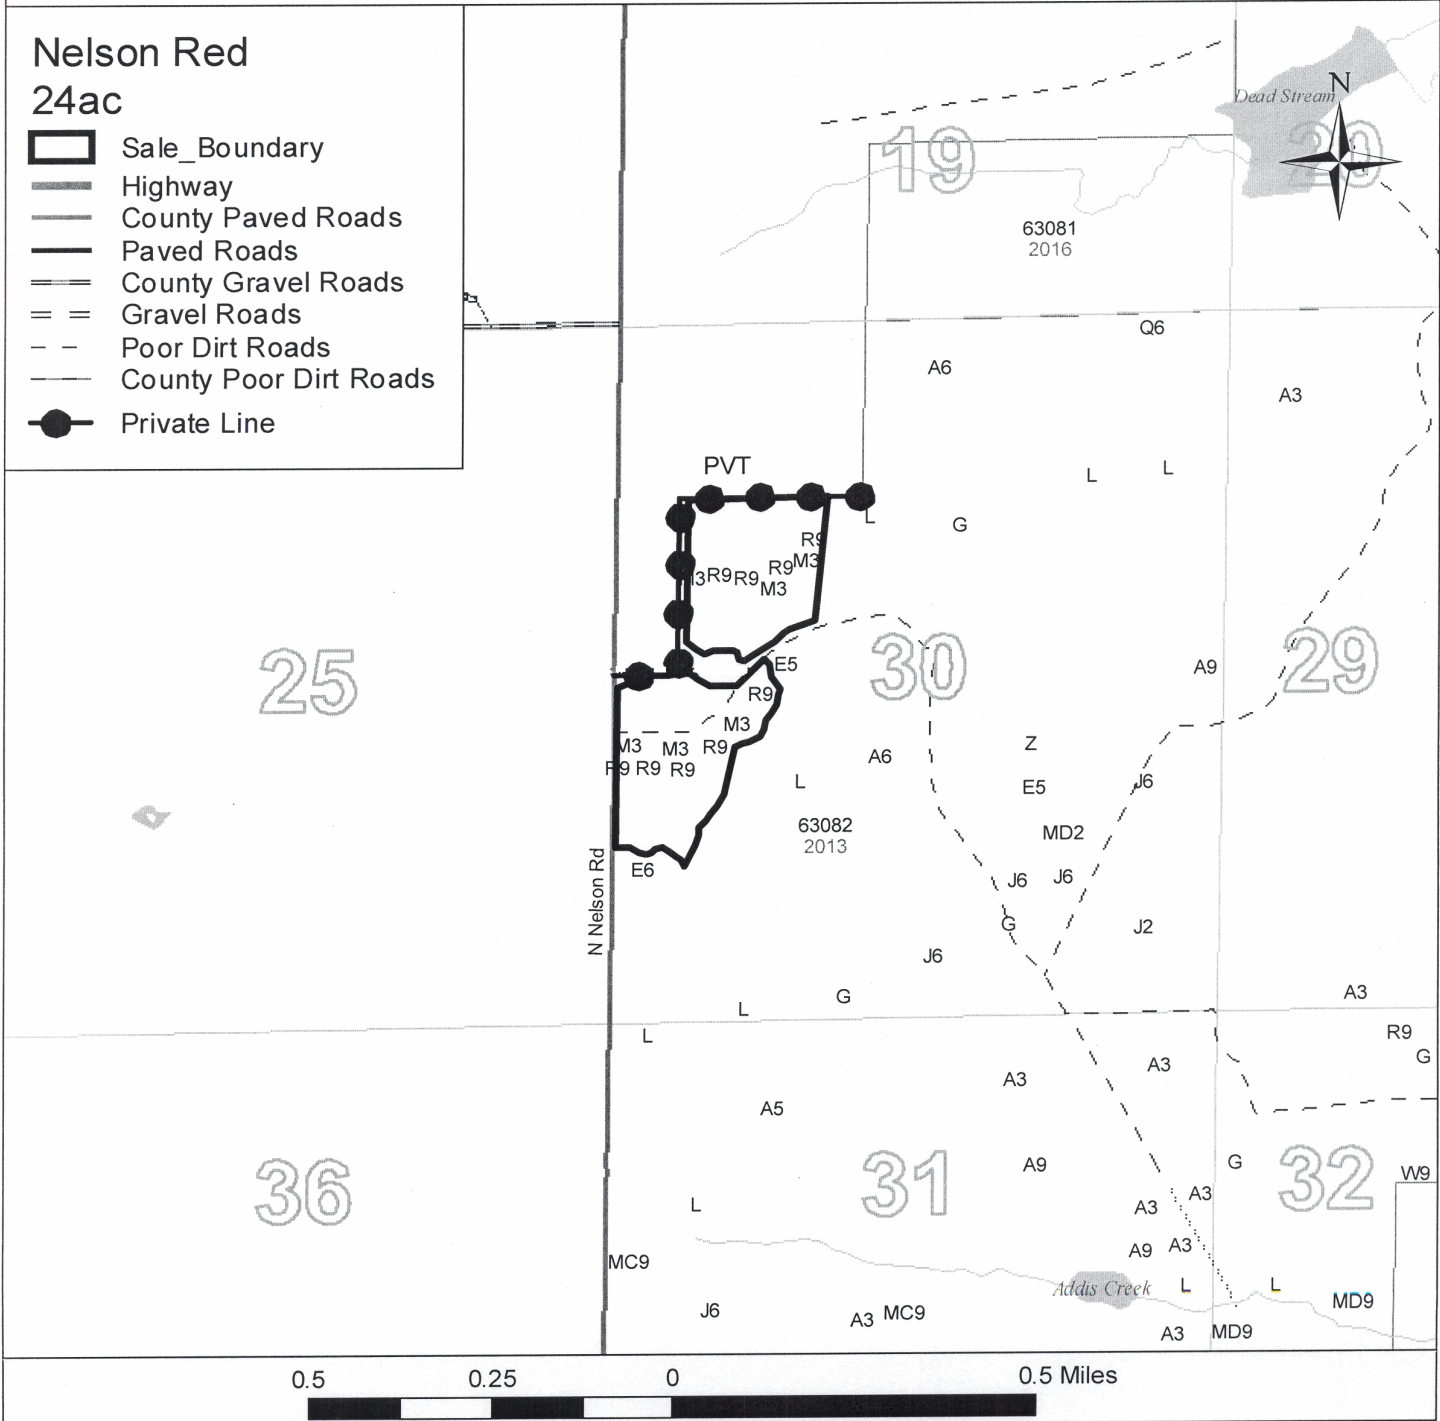 Nelson Red
24ac
Sale_Boundary
Highway
County Paved Roads
Paved Roads
County Gravel Roads
Gravel Roads
Poor Dirt Roads
County Poor Dirt Roads
Private Line
N
Dead Stream
19
20
63081
2016
Q6
A6
A3
PVT
L
L
L
G
R9
M3
R9
R9
R9
M3
25
30
29
E5
A9
R9
M3
M3
M3
R9
R9
R9
R9
A6
Z
L
E5
J6
63082
2013
MD2
E6
J6
J6
N Nelson Rd
G
J2
J6
G
L
A3
L
R9
G
A3
A3
A5
36
31
32
A9
G
W9
L
A3
A3
A9
A3
MC9
Addis Creek
L
L
MD9
J6
A3
MC9
A3
MD9
0.5
0.25
0
0.5 Miles